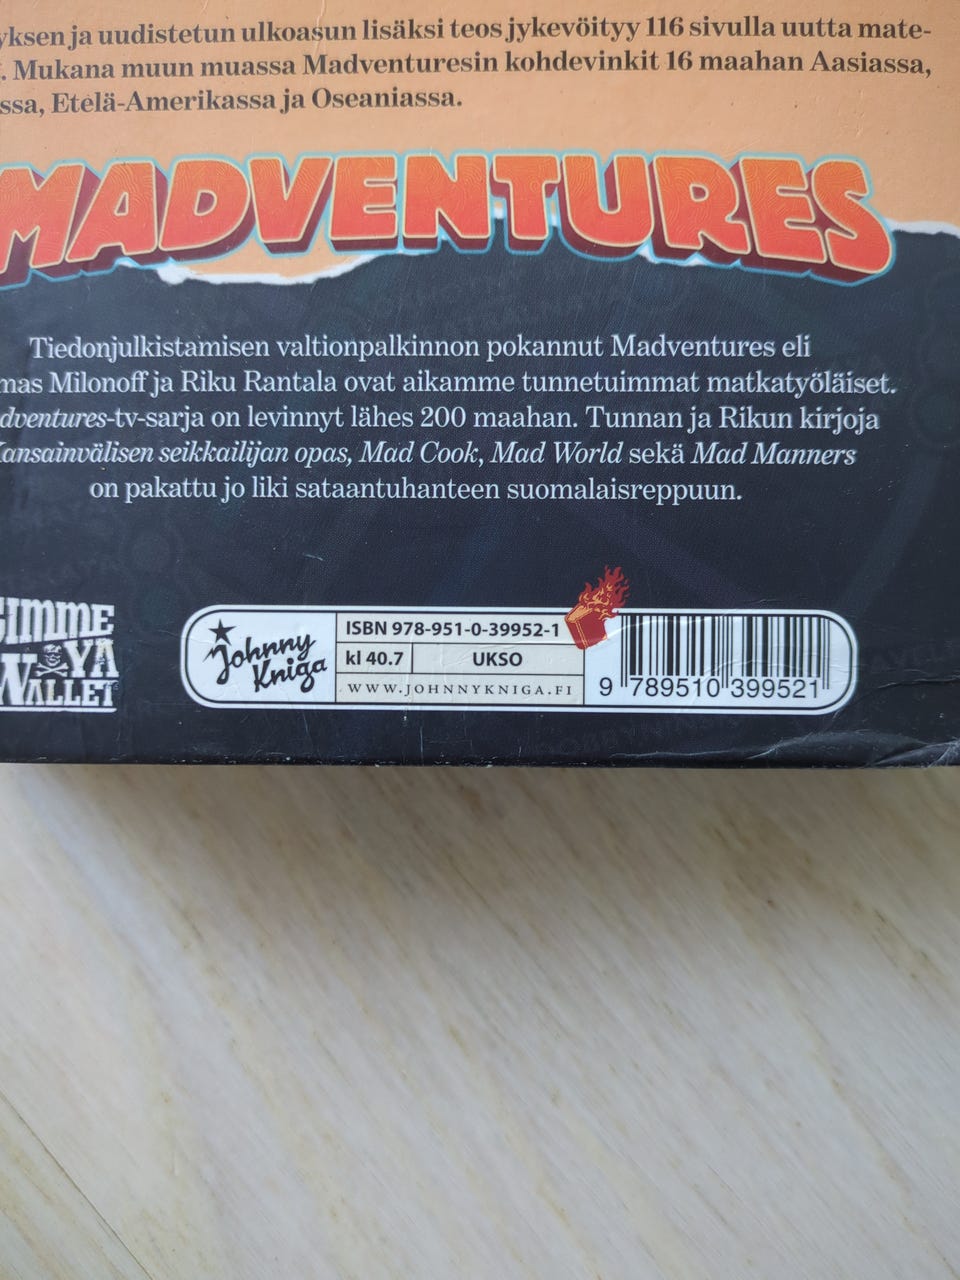 yksen ja uudistetun ulkoasun lisäksi teos jykevöityy 116 sivulla uutta mate-
. Mukana muun muassa Madventuresin kohdevinkit 16 maahan Aasiassa,
ssa, Etelä-Amerikassa ja Oseaniassa.
MADVENTURES
Tiedonjulkistamisen valtionpalkinnon pokannut Madventures eli
mas Milonoff ja Riku Rantala ovat aikamme tunnetuimmat matkatyöläiset.
dventures-tv-sarja on levinnyt lähes 200 maahan. Tunnan ja Rikun kirjoja
ansainvälisen seikkailijan opas, Mad Cook, Mad World sekä Mad Manners
on pakattu jo liki sataantuhanteen suomalaisreppuun.
GIMME
YA
WALLET
Johnny
Kniga
ISBN 978-951-0-39952-1
kl 40.7 UKSO
WWW.JOHNNYKNIGA.FI
9 789510 399521